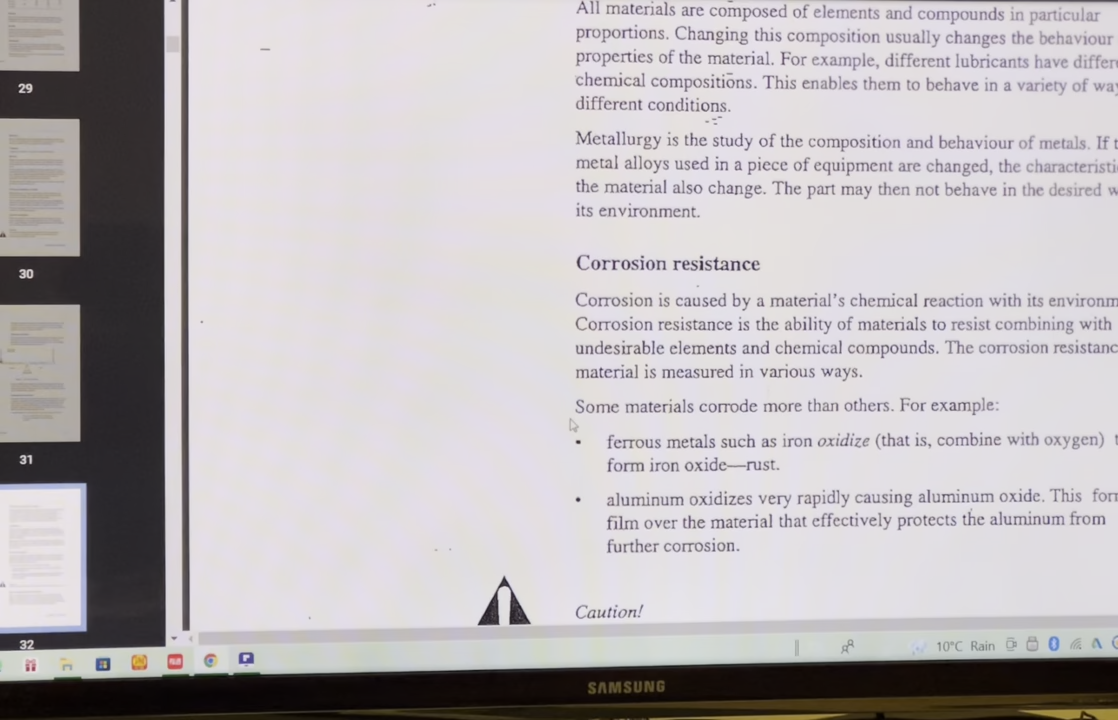 All materials are composed of elements and compounds in particular
proportions. Changing this composition usually changes the behaviour
properties of the material. For example, different lubricants have differen
chemical compositions. This enables them to behave in a variety of way
different conditions.
Metallurgy is the study of the composition and behaviour of metals. If t
metal alloys used in a piece of equipment are changed, the characteristi
the material also change. The part may then not behave in the desired w
its environment.
Corrosion resistance
Corrosion is caused by a material's chemical reaction with its environm
Corrosion resistance is the ability of materials to resist combining with
undesirable elements and chemical compounds. The corrosion resistanc
material is measured in various ways.
Some materials corrode more than others. For example:
• ferrous metals such as iron oxidize (that is, combine with oxygen) t
form iron oxide—rust.
• aluminum oxidizes very rapidly causing aluminum oxide. This for
film over the material that effectively protects the aluminum from
further corrosion.
Caution!
29
30
31
32
10°C Rain
SAMSUNG